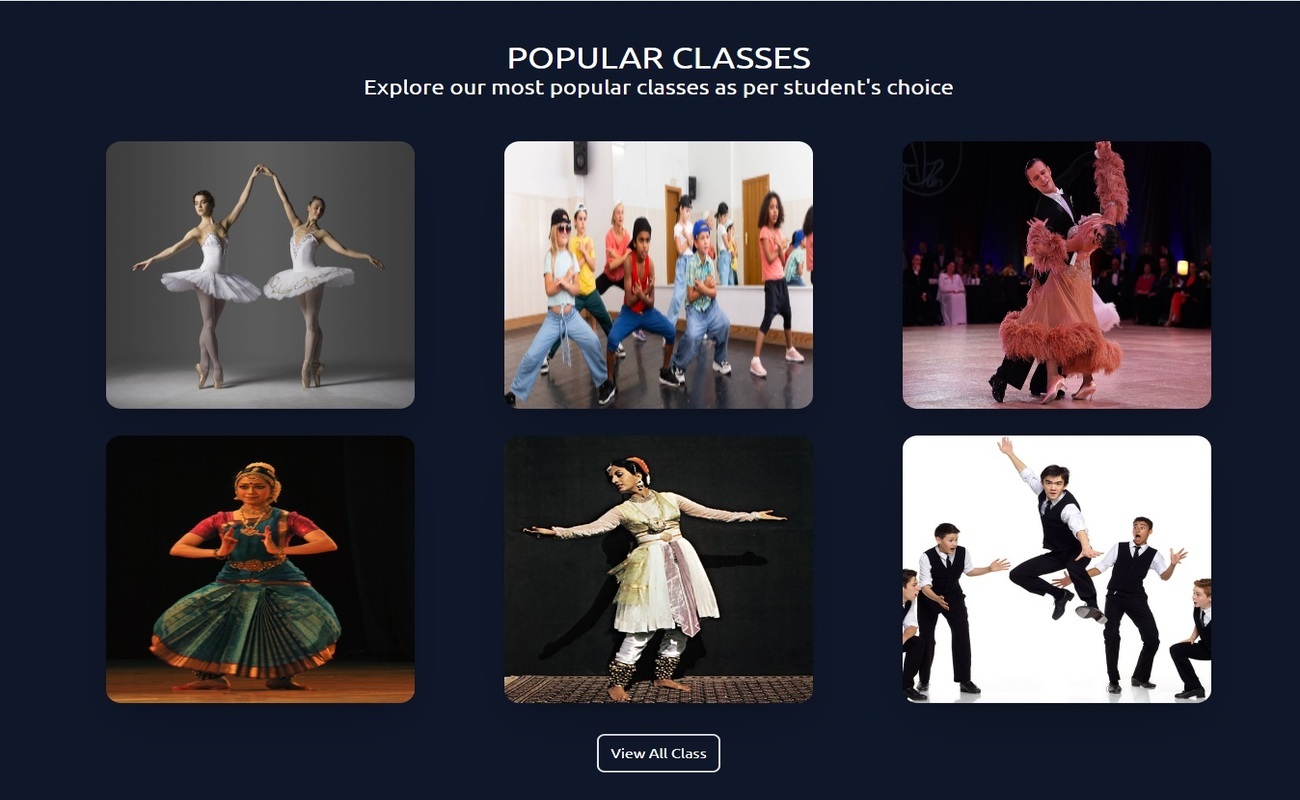 POPULAR CLASSES
Explore our most popular classes as per student's choice
View All Class